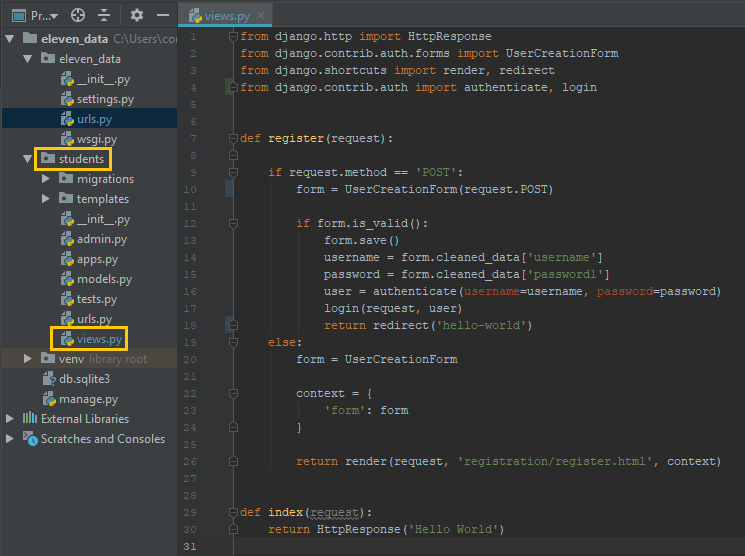 Pr...
eleven_data C:\Users\cor
eleven_data
__init__.py
settings.py
urls.py
wsgi.py
students
migrations
templates
__init__.py
admin.py
apps.py
models.py
tests.py
urls.py
views.py
venv library root
db.sqlite3
manage.py
External Libraries
Scratches and Consoles
views.py
1 from django.http import HttpResponse
2 from django.contrib.auth.forms import UserCreationForm
3 from django.shortcuts import render, redirect
4 from django.contrib.auth import authenticate, login
5
6
7 def register(request):
8
9 if request.method == 'POST':
10 form = UserCreationForm(request.POST)
11
12 if form.is_valid():
13 form.save()
14 username = form.cleaned_data['username']
15 password = form.cleaned_data['password1']
16 user = authenticate(username=username, password=password)
17 login(request, user)
18 return redirect('hello-world')
19 else:
20 form = UserCreationForm
21
22 context = {
23 'form': form
24 }
25
26 return render(request, 'registration/register.html', context)
27
28
29 def index(request):
30 return HttpResponse('Hello World')
31